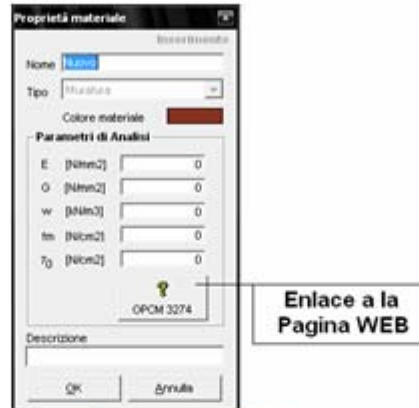 Proprietà materiale
Inserimento
Nome Nuovo
Tipo Muratura
Colore materiale
Parametri di Analisi
E [N/mm2] 0
G [N/mm2] 0
w [kN/m3] 0
fm [N/cm2] 0
τ0 [N/cm2] 0
? OPCM 3274
Enlace a la
Pagina WEB
Descrizione
OK Annulla